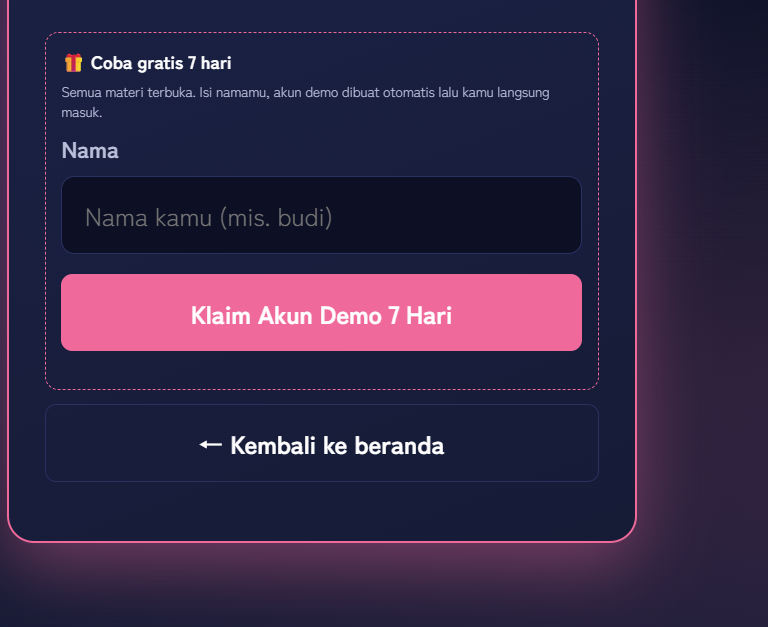 🎁 Coba gratis 7 hari
Semua materi terbuka. Isi namamu, akun demo dibuat otomatis lalu kamu langsung
masuk.
Nama
Nama kamu (mis. budi)
Klaim Akun Demo 7 Hari
← Kembali ke beranda